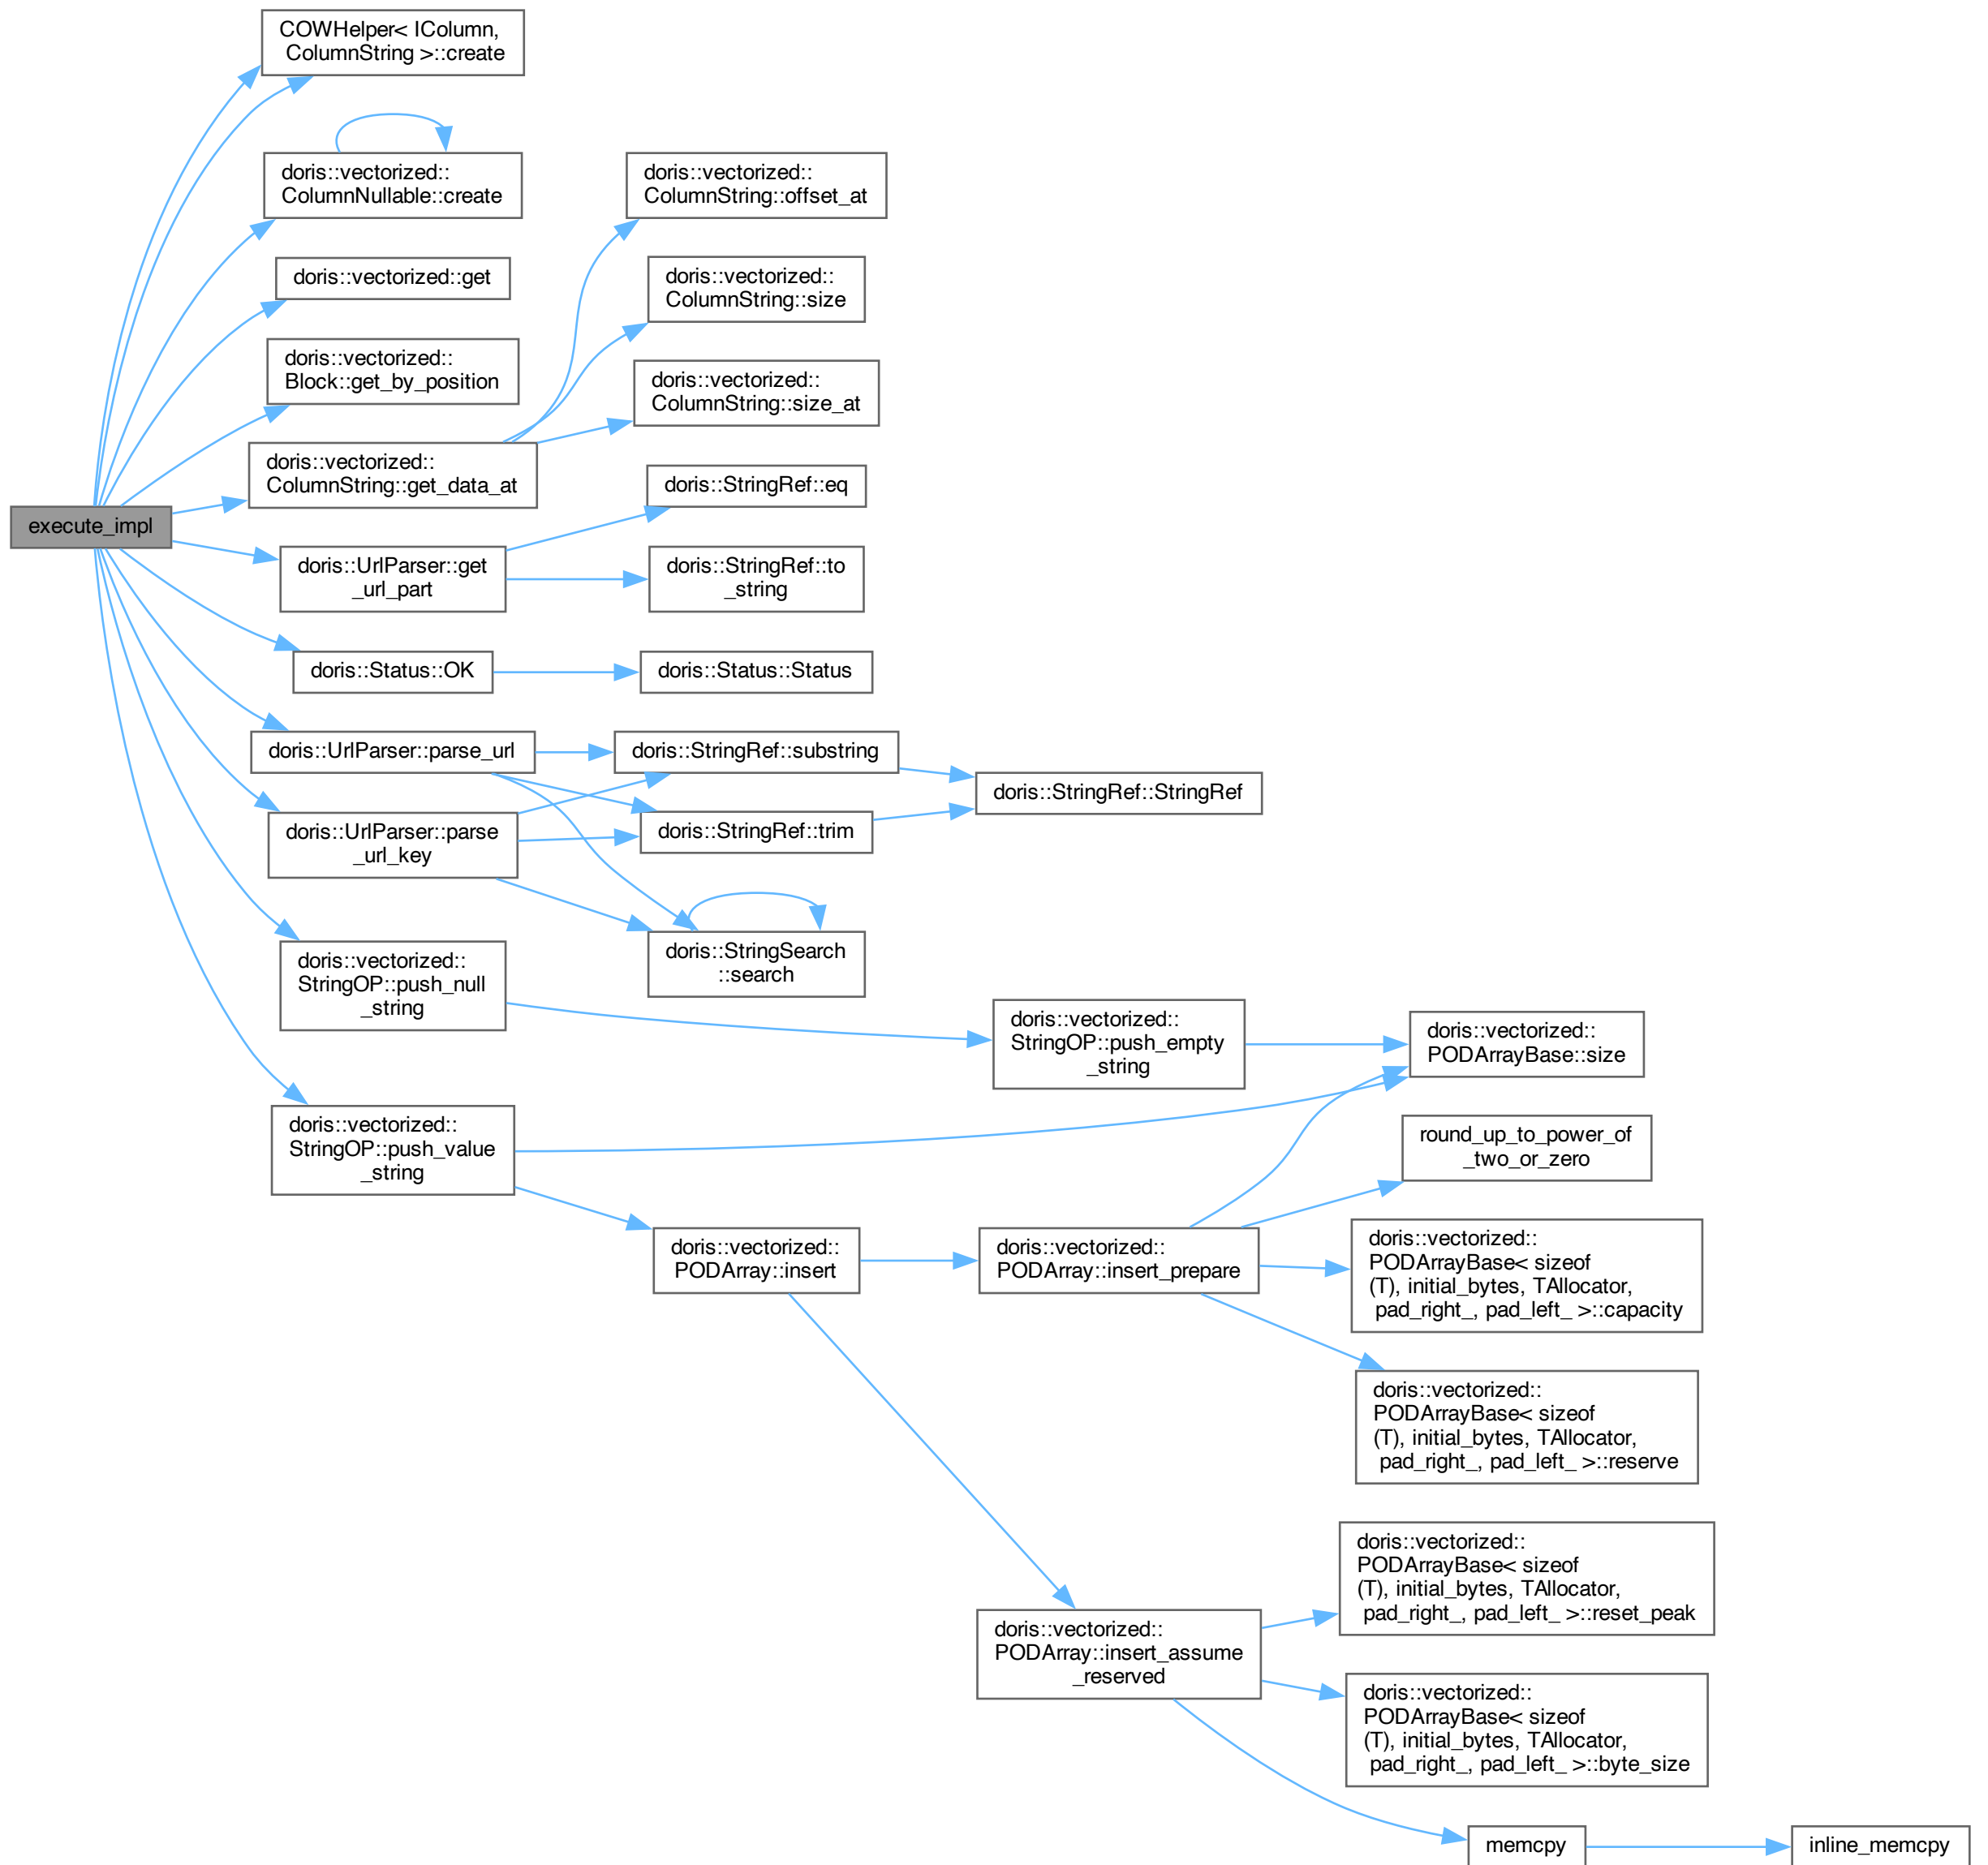 COWHelper< IColumn,
ColumnString >::create
doris::vectorized::
ColumnNullable::create
doris::vectorized::get
doris::vectorized::
Block::get_by_position
doris::vectorized::
ColumnString::get_data_at
execute_impl
doris::UrlParser::get
_url_part
doris::Status::OK
doris::UrlParser::parse_url
doris::UrlParser::parse
_url_key
doris::vectorized::
StringOP::push_null
_string
doris::vectorized::
StringOP::push_value
_string
doris::vectorized::
ColumnString::offset_at
doris::vectorized::
ColumnString::size
doris::vectorized::
ColumnString::size_at
doris::StringRef::eq
doris::StringRef::to
_string
doris::Status::Status
doris::StringRef::substring
doris::StringRef::trim
doris::StringSearch
::search
doris::vectorized::
PODArray::insert
doris::StringRef::StringRef
doris::vectorized::
StringOP::push_empty
_string
doris::vectorized::
PODArray::insert_prepare
doris::vectorized::
PODArray::insert_assume
_reserved
doris::vectorized::
PODArrayBase::size
round_up_to_power_of
_two_or_zero
doris::vectorized::
PODArrayBase< sizeof
(T), initial_bytes, TAllocator,
pad_right_, pad_left_ >::capacity
doris::vectorized::
PODArrayBase< sizeof
(T), initial_bytes, TAllocator,
pad_right_, pad_left_ >::reserve
doris::vectorized::
PODArrayBase< sizeof
(T), initial_bytes, TAllocator,
pad_right_, pad_left_ >::reset_peak
doris::vectorized::
PODArrayBase< sizeof
(T), initial_bytes, TAllocator,
pad_right_, pad_left_ >::byte_size
memcpy
inline_memcpy